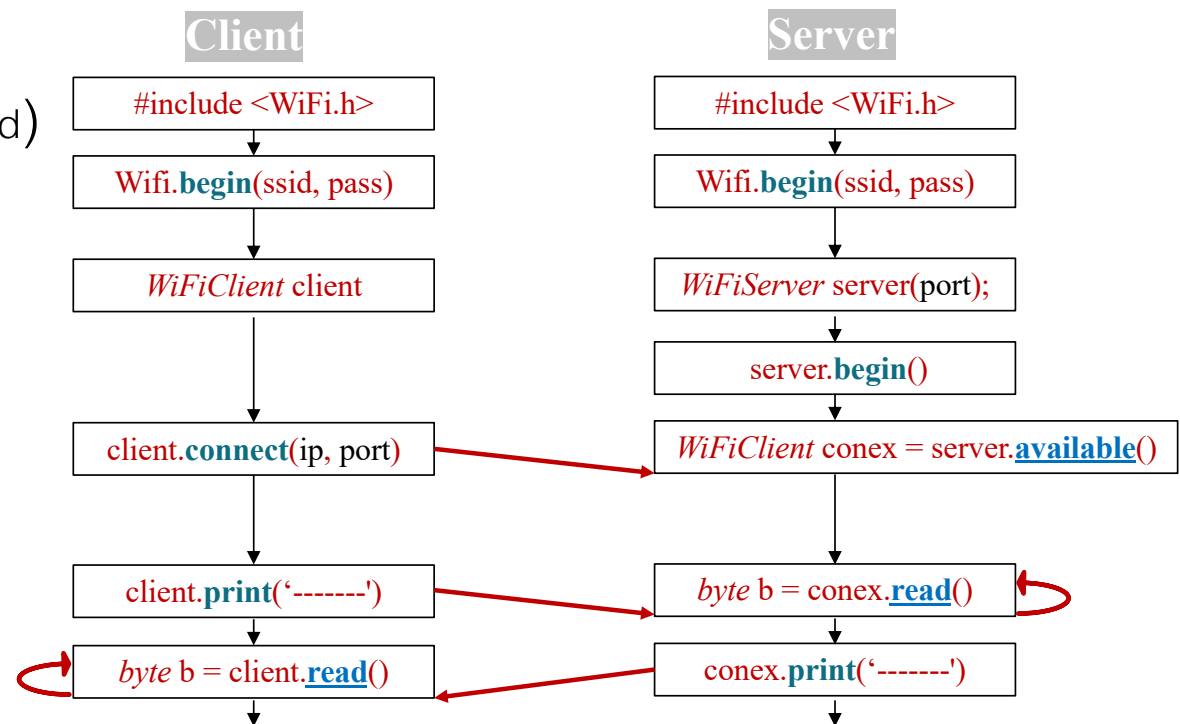 Client
Server
d)
#include <WiFi.h>
#include <WiFi.h>
Wifi.begin(ssid, pass)
Wifi.begin(ssid, pass)
WiFiClient client
WiFiServer server(port);
server.begin()
client.connect(ip, port)
WiFiClient conex = server.available()
client.print(‘-------')
byte b = conex.read()
byte b = client.read()
conex.print(‘-------')